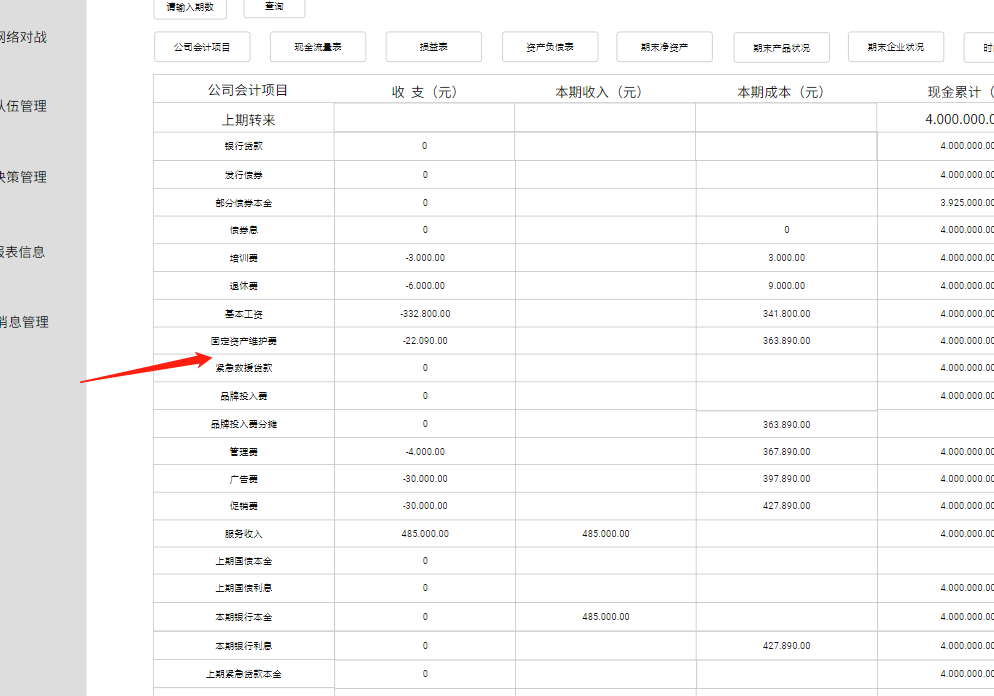 请输入期数 查询
网络对战
公司会计项目 现金流量表 损益表 资产负债表 期末净资产 期末产品状况 期末企业状况 时
公司会计项目 收 支（元） 本期收入（元） 本期成本（元） 现金累计（
队伍管理
上期转来 4.000.000.0
银行贷款 0 4.000.000.00
发行债券 0 4.000.000.00
决策管理
部分债券本金 0 3.925.000.00
债券息 0 0 4.000.000.00
报表信息
培训费 -3.000.00 3.000.00 4.000.000.00
退休费 -6.000.00 9.000.00 4.000.000.00
基本工资 -332.800.00 341.800.00 4.000.000.00
消息管理
固定资产维护费 -22.090.00 363.890.00 4.000.000.00
紧急救援贷款 0 4.000.000.00
品牌投入费 0 4.000.000.00
品牌投入费分摊 0 363.890.00
管理费 -4.000.00 367.890.00 4.000.000.00
广告费 -30.000.00 397.890.00 4.000.000.00
促销费 -30.000.00 427.890.00 4.000.000.00
服务收入 485.000.00 485.000.00 4.000.000.00
上期国债本金 0
上期国债利息 0 4.000.000.00
本期银行本金 0 485.000.00 4.000.000.00
本期银行利息 0 427.890.00 4.000.000.00
上期紧急贷款本金 0 4.000.000.00